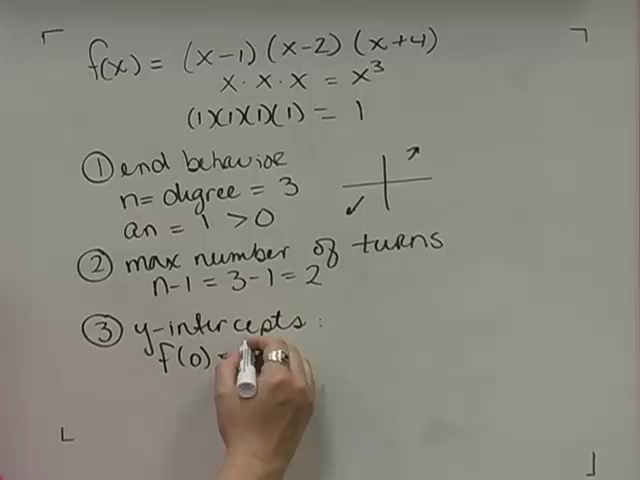 f(x) = (x-1) (x-2) (x+4)
x · x · x = x³
(1)(1)(1)(1) = 1
① end behavior
n = degree = 3
an = 1 > 0
② max number of turns
n-1 = 3-1 = 2
③ y-intercepts :
f(0) =